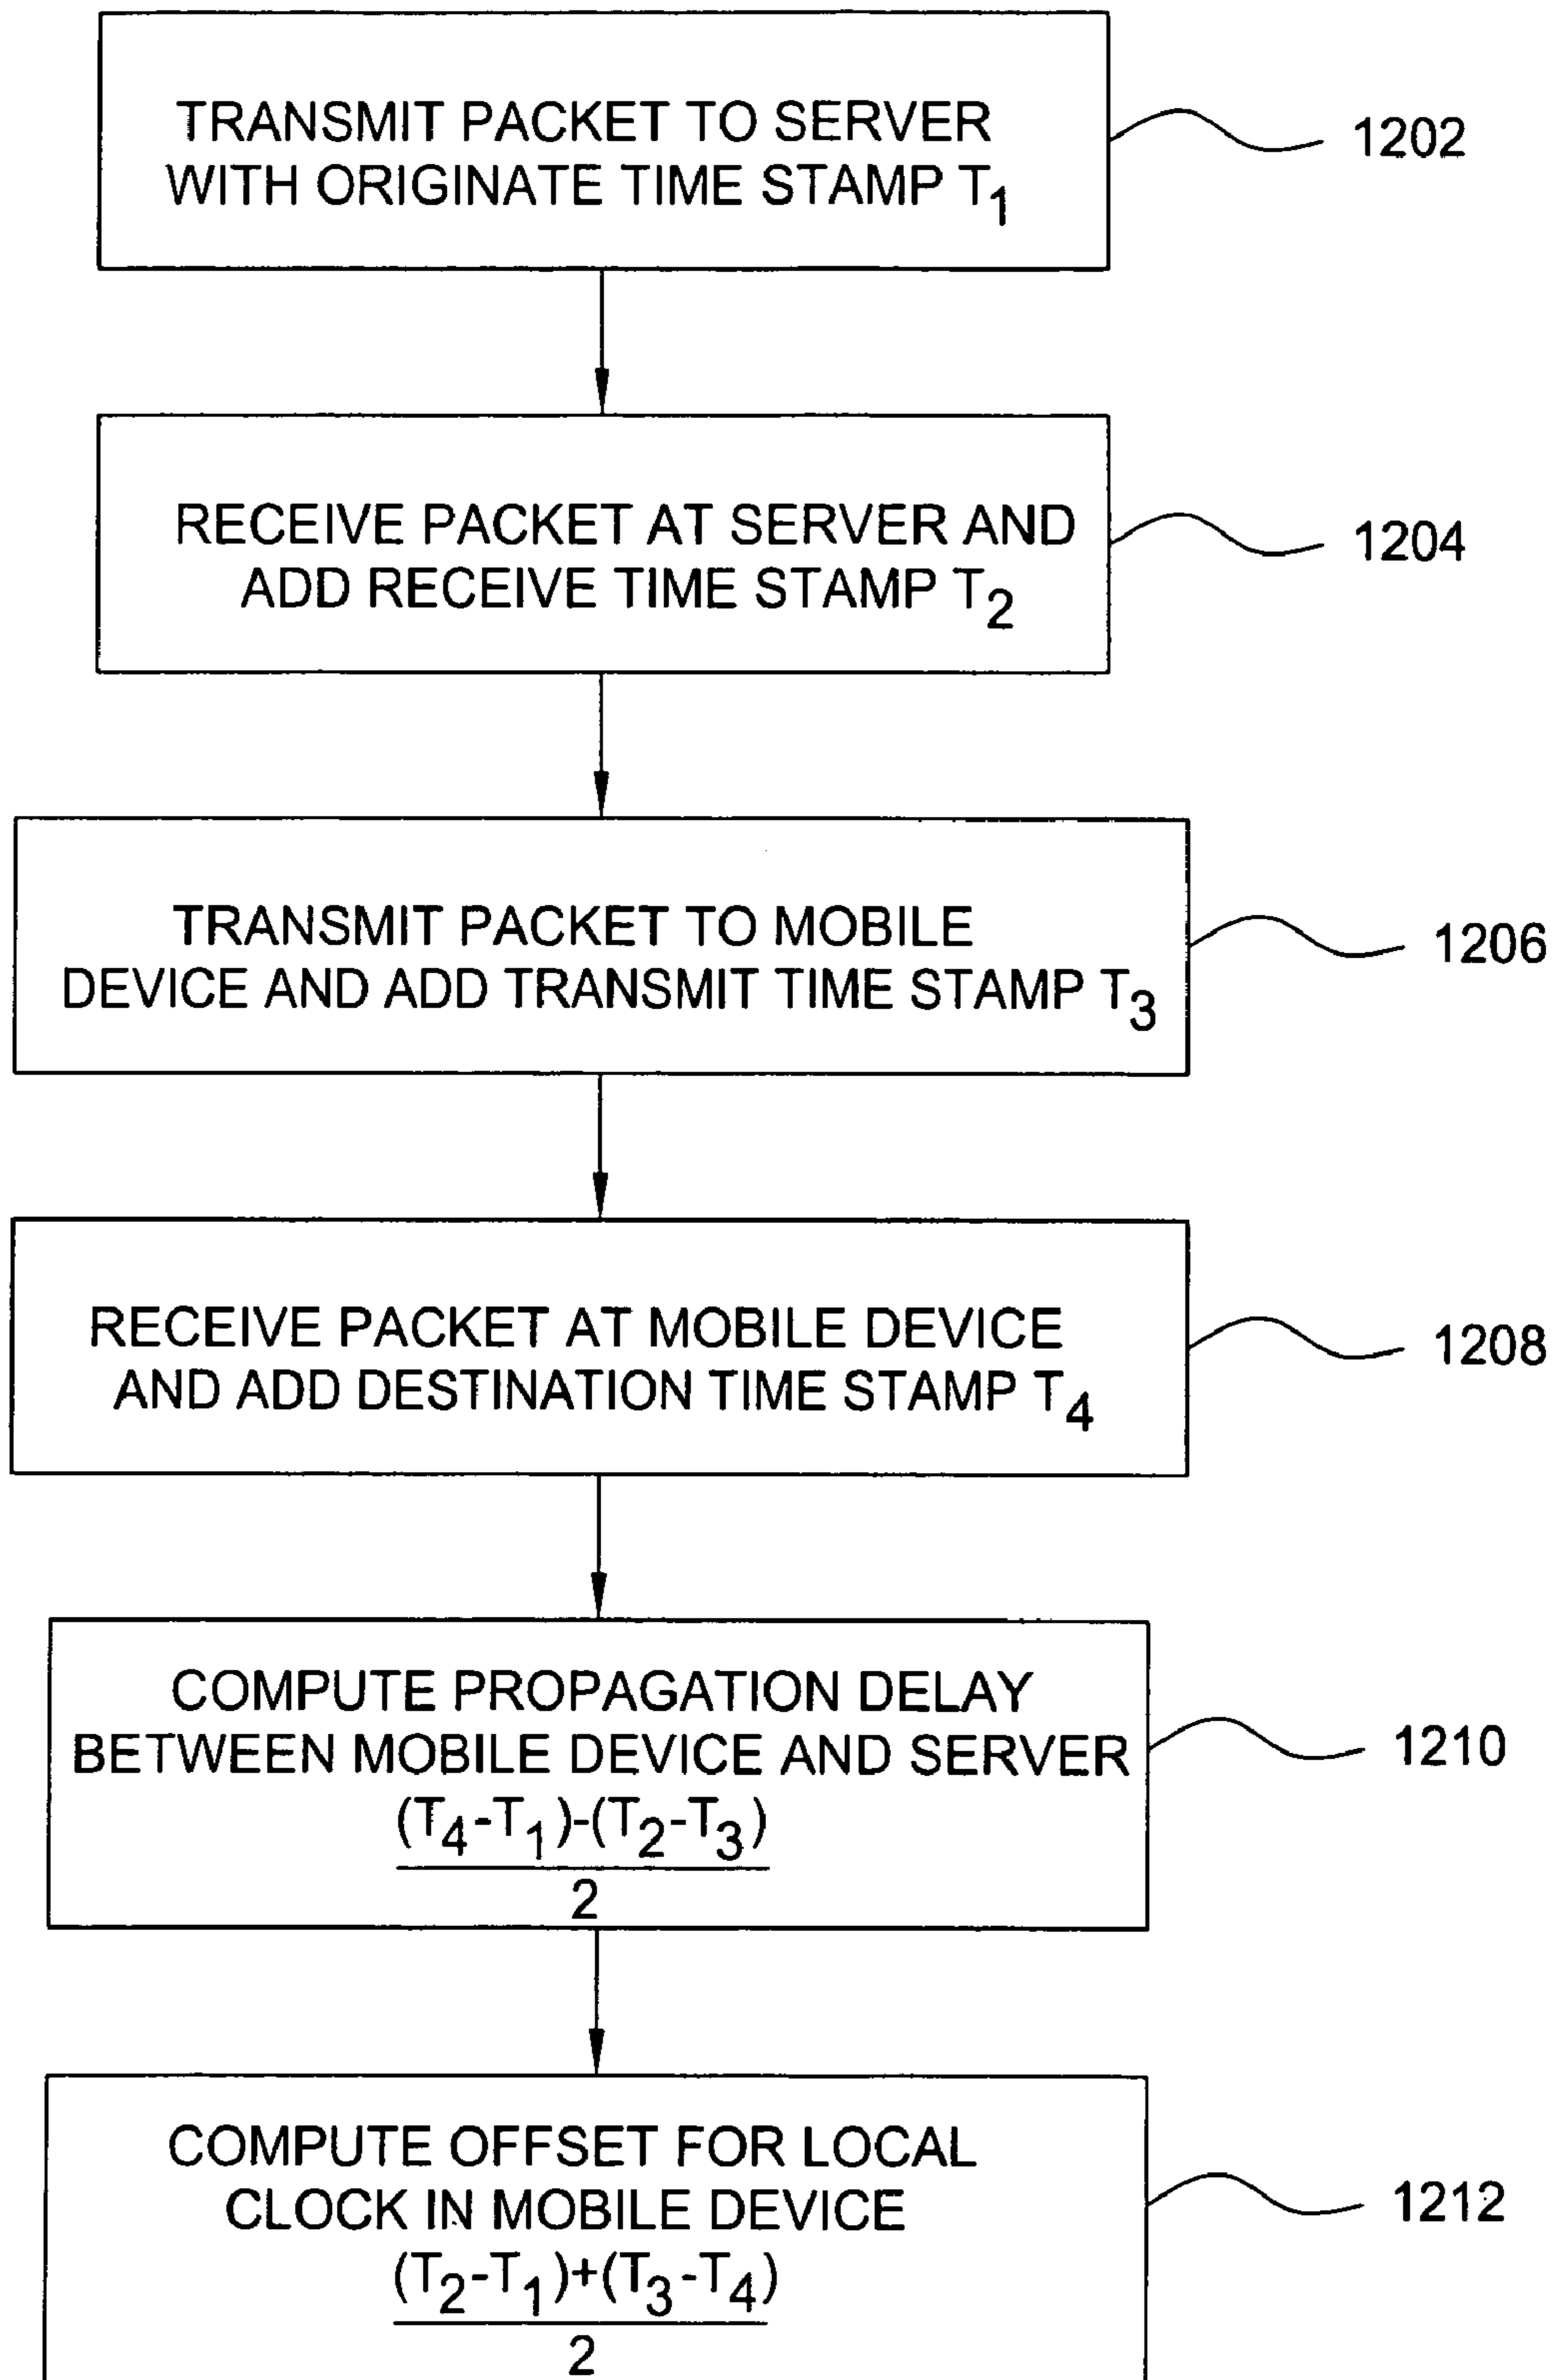 TRANSMIT PACKET TO SERVER
WITH ORIGINATE TIME STAMP T1
1202
RECEIVE PACKET AT SERVER AND
ADD RECEIVE TIME STAMP T2
1204
TRANSMIT PACKET TO MOBILE
DEVICE AND ADD TRANSMIT TIME STAMP T3
1206
RECEIVE PACKET AT MOBILE DEVICE
AND ADD DESTINATION TIME STAMP T4
1208
COMPUTE PROPAGATION DELAY
BETWEEN MOBILE DEVICE AND SERVER
(T4-T1)-(T2-T3)
2
1210
COMPUTE OFFSET FOR LOCAL
CLOCK IN MOBILE DEVICE
(T2-T1)+(T3-T4)
2
1212